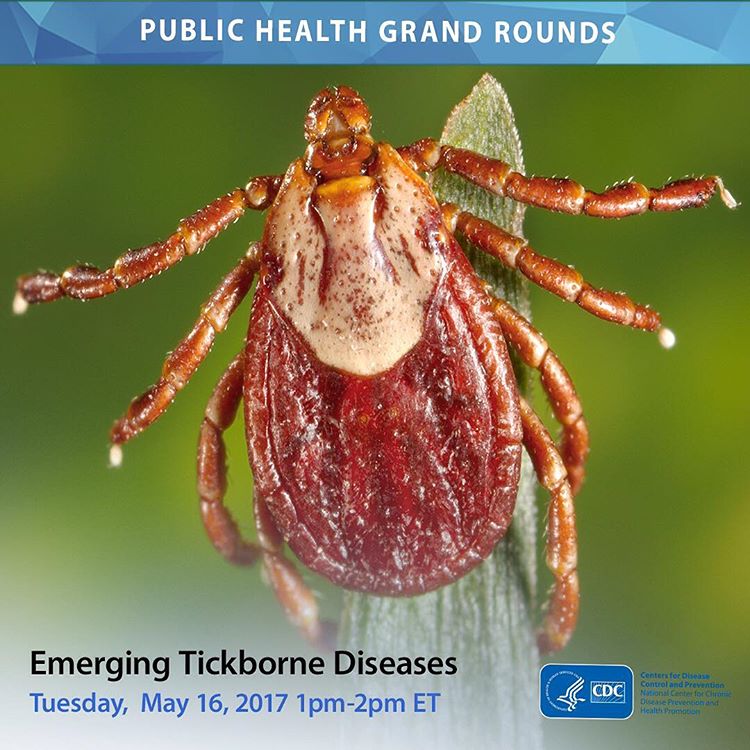 PUBLIC HEALTH GRAND ROUNDS
Emerging Tickborne Diseases
Tuesday, May 16, 2017 1pm-2pm ET
CDC
Centers for Disease
Control and Prevention
National Center for Chronic
Disease Prevention and
Health Promotion